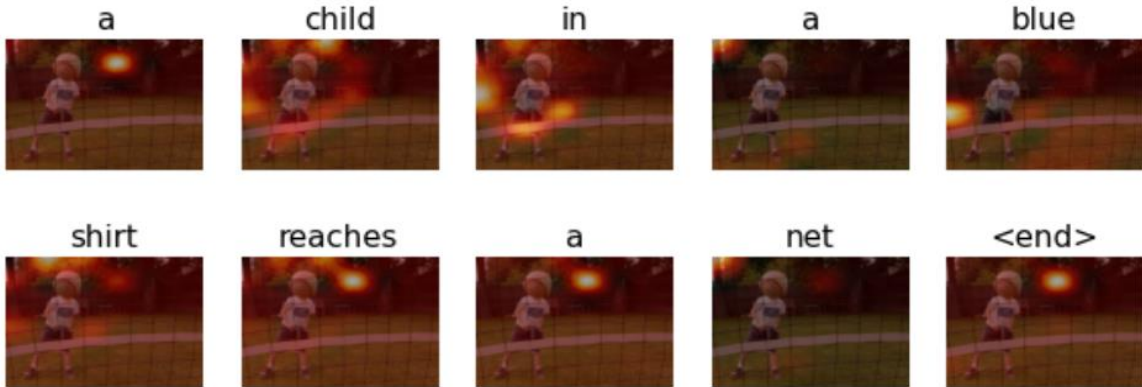 a child in a blue
shirt reaches a net <end>